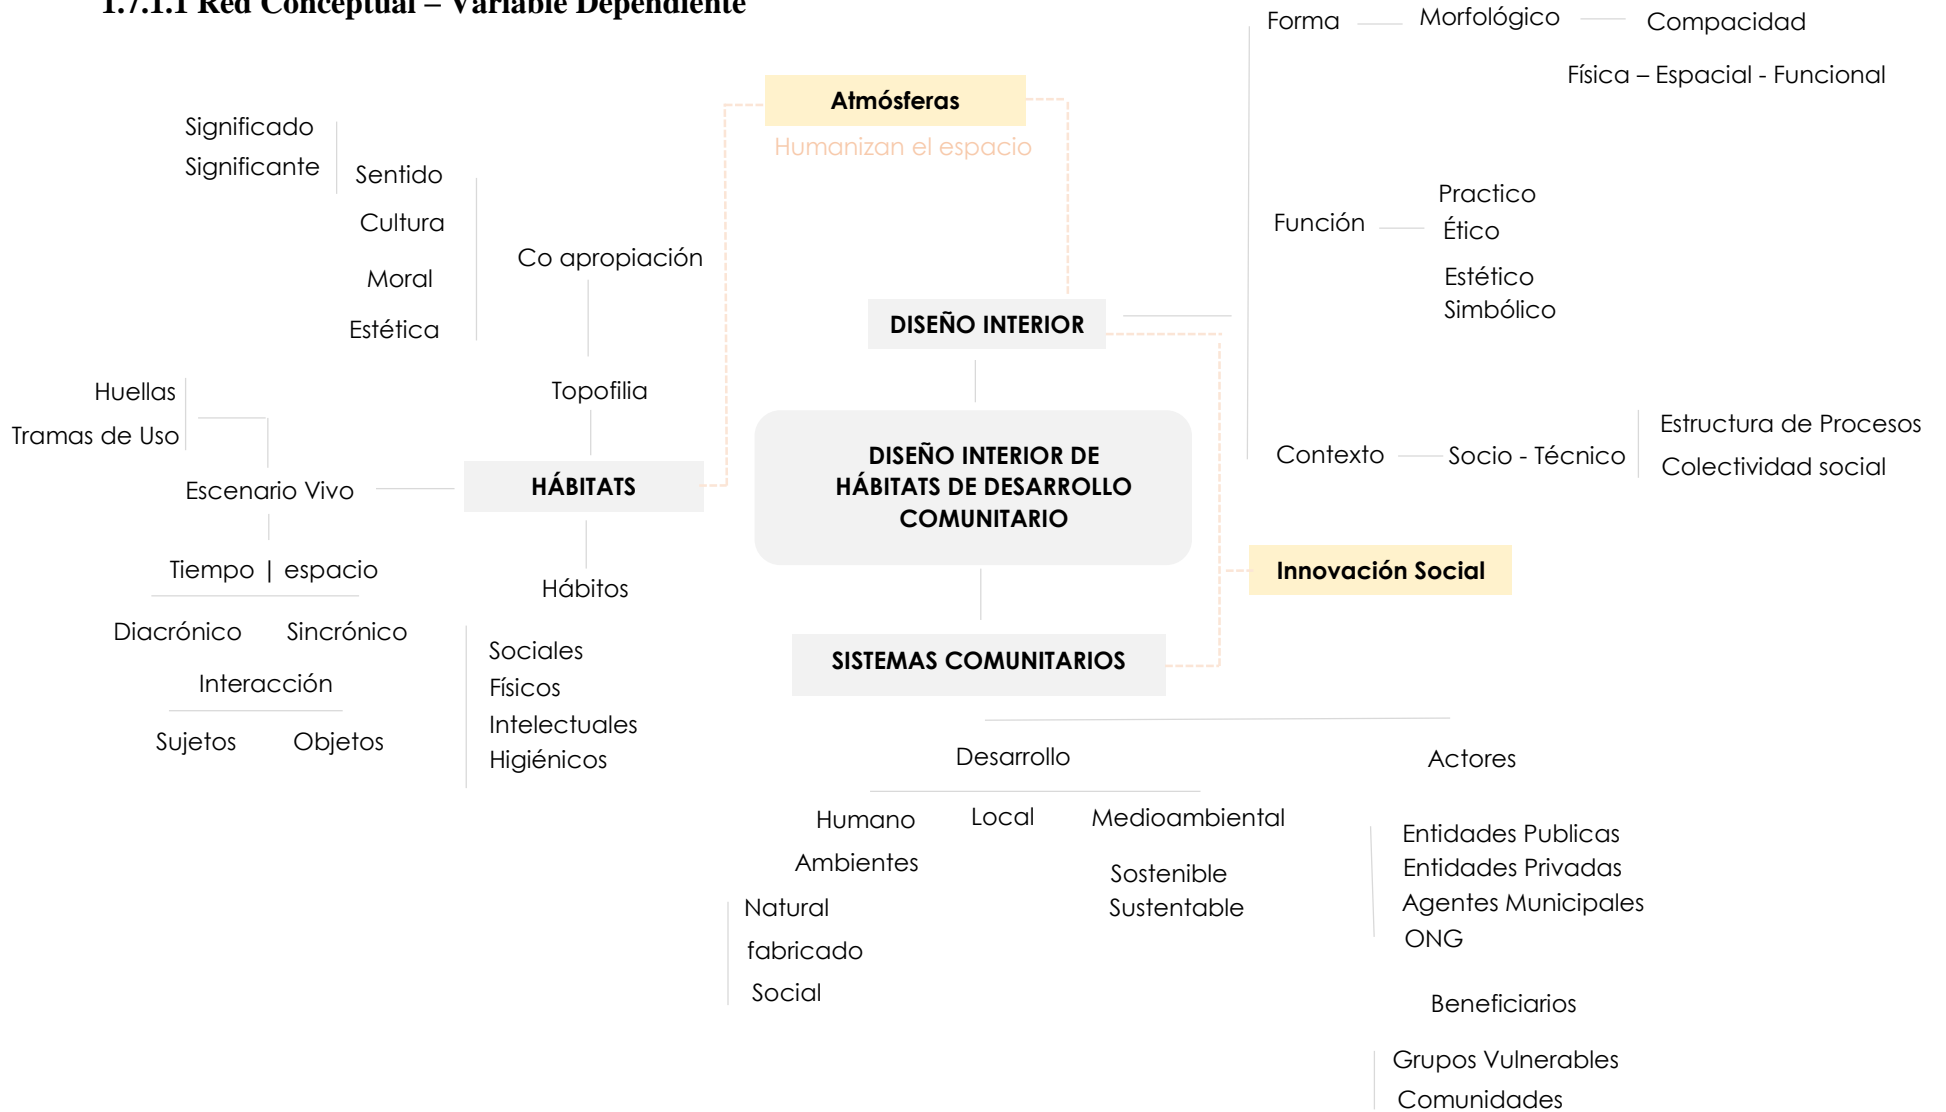 1.7.1.1 Red Conceptual – Variable Dependiente
Forma
Morfológico
Compacidad
Física – Espacial - Funcional
Atmósferas
Humanizan el espacio
Significado
Significante
Sentido
Cultura
Moral
Estética
Co apropiación
Practico
Función
Ético
Estético
Simbólico
DISEÑO INTERIOR
Topofilia
Huellas
Tramas de Uso
Escenario Vivo
HÁBITATS
DISEÑO INTERIOR DE
HÁBITATS DE DESARROLLO
COMUNITARIO
Contexto
Socio - Técnico
Estructura de Procesos
Colectividad social
Innovación Social
Tiempo | espacio
Diacrónico
Sincrónico
Interacción
Sujetos
Objetos
Hábitos
Sociales
Físicos
Intelectuales
Higiénicos
SISTEMAS COMUNITARIOS
Desarrollo
Actores
Humano
Local
Medioambiental
Ambientes
Sostenible
Sustentable
Natural
fabricado
Social
Entidades Publicas
Entidades Privadas
Agentes Municipales
ONG
Beneficiarios
Grupos Vulnerables
Comunidades